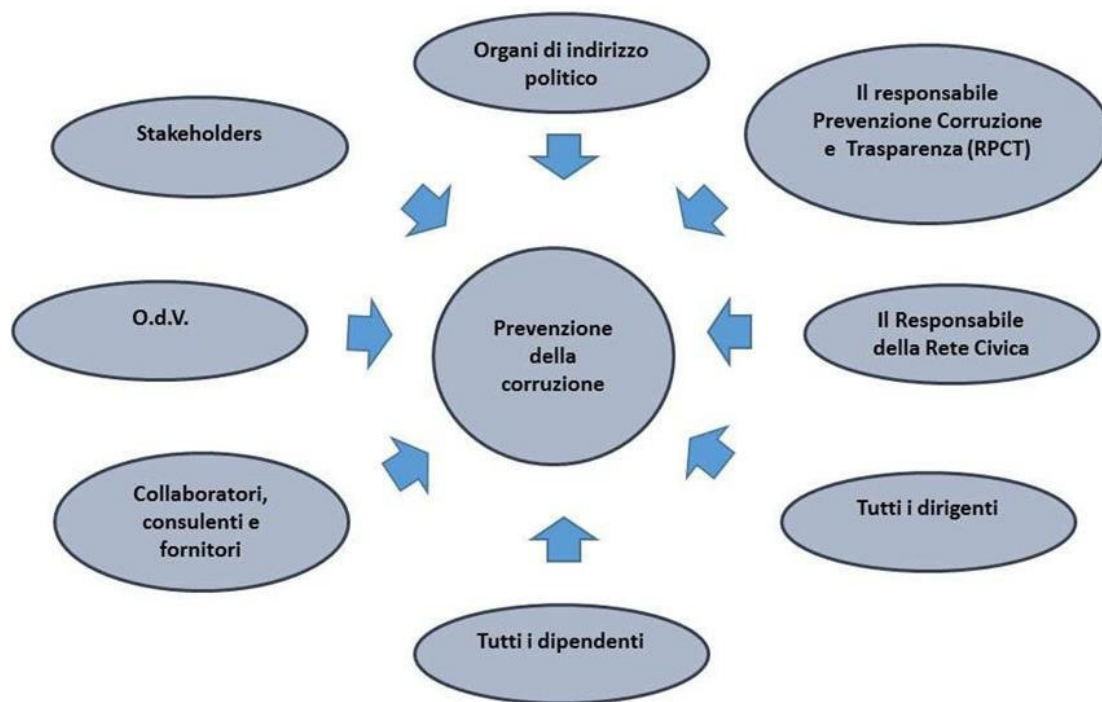 Organi di indirizzo
politico
Il responsabile
Prevenzione Corruzione
e Trasparenza (RPCT)
Stakeholders
O.d.V.
Prevenzione
della
corruzione
Il Responsabile
della Rete Civica
Collaboratori,
consulenti e
fornitori
Tutti i dirigenti
Tutti i dipendenti